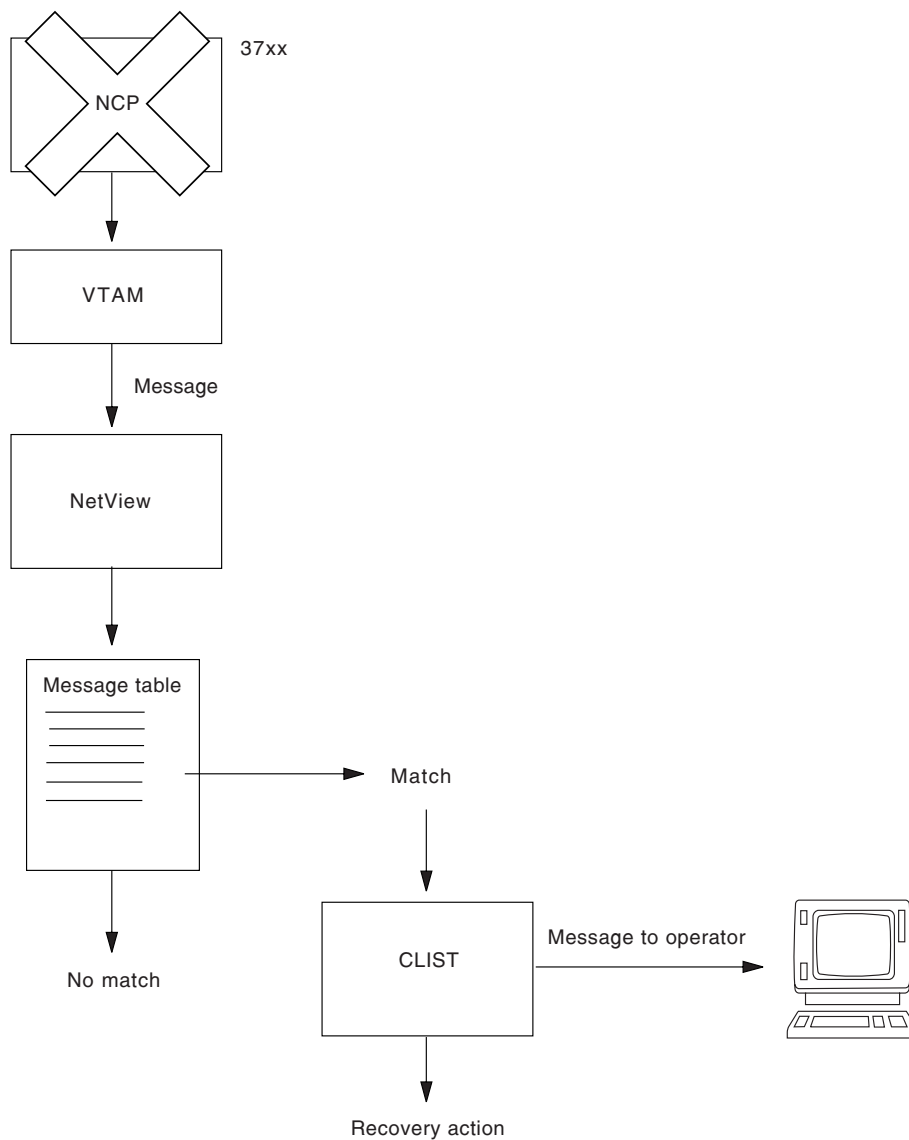 37xx
NCP
VTAM
Message
NetView
Message table
Match
Message to operator
CLIST
No match
Recovery action